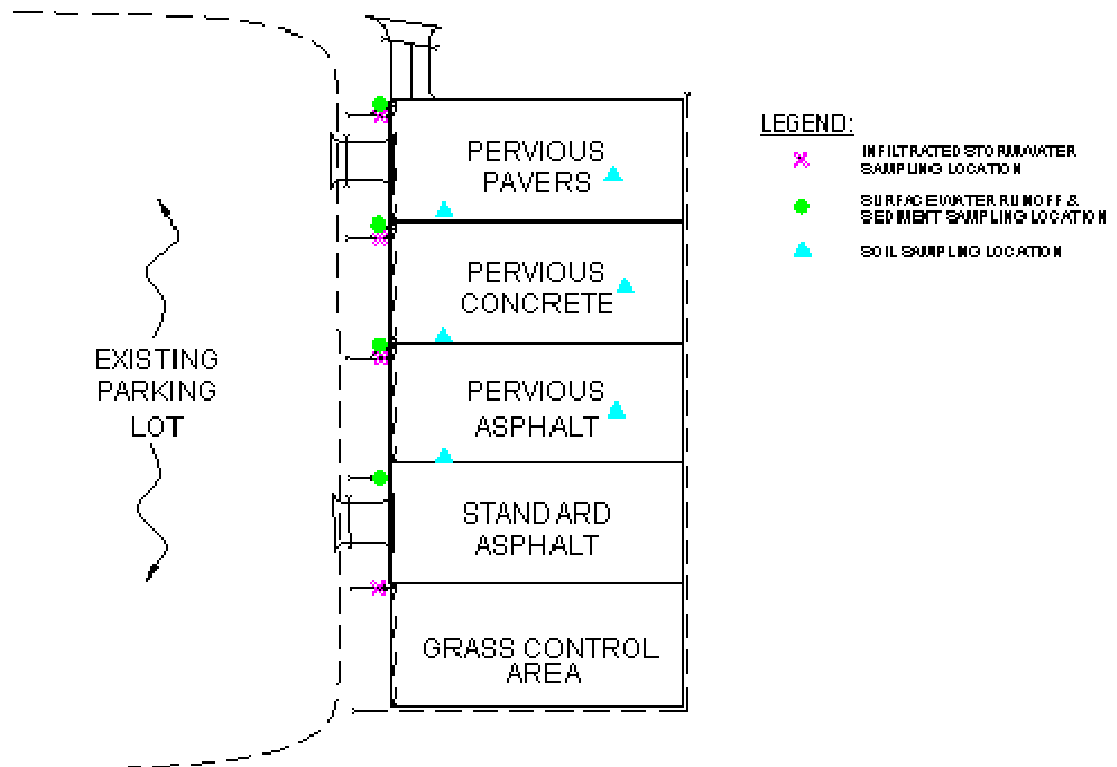 PERVIOUS
PAVERS
PERVIOUS
CONCRETE
PERVIOUS
ASPHALT
STANDARD
ASPHALT
GRASS CONTROL
AREA
EXISTING
PARKING
LOT
LEGEND:
INFILTRATED STORMWATER
SAMPLING LOCATION
SURFACE WATER RUNOFF &
SEDIMENT SAMPLING LOCATION
SOIL SAMPLING LOCATION